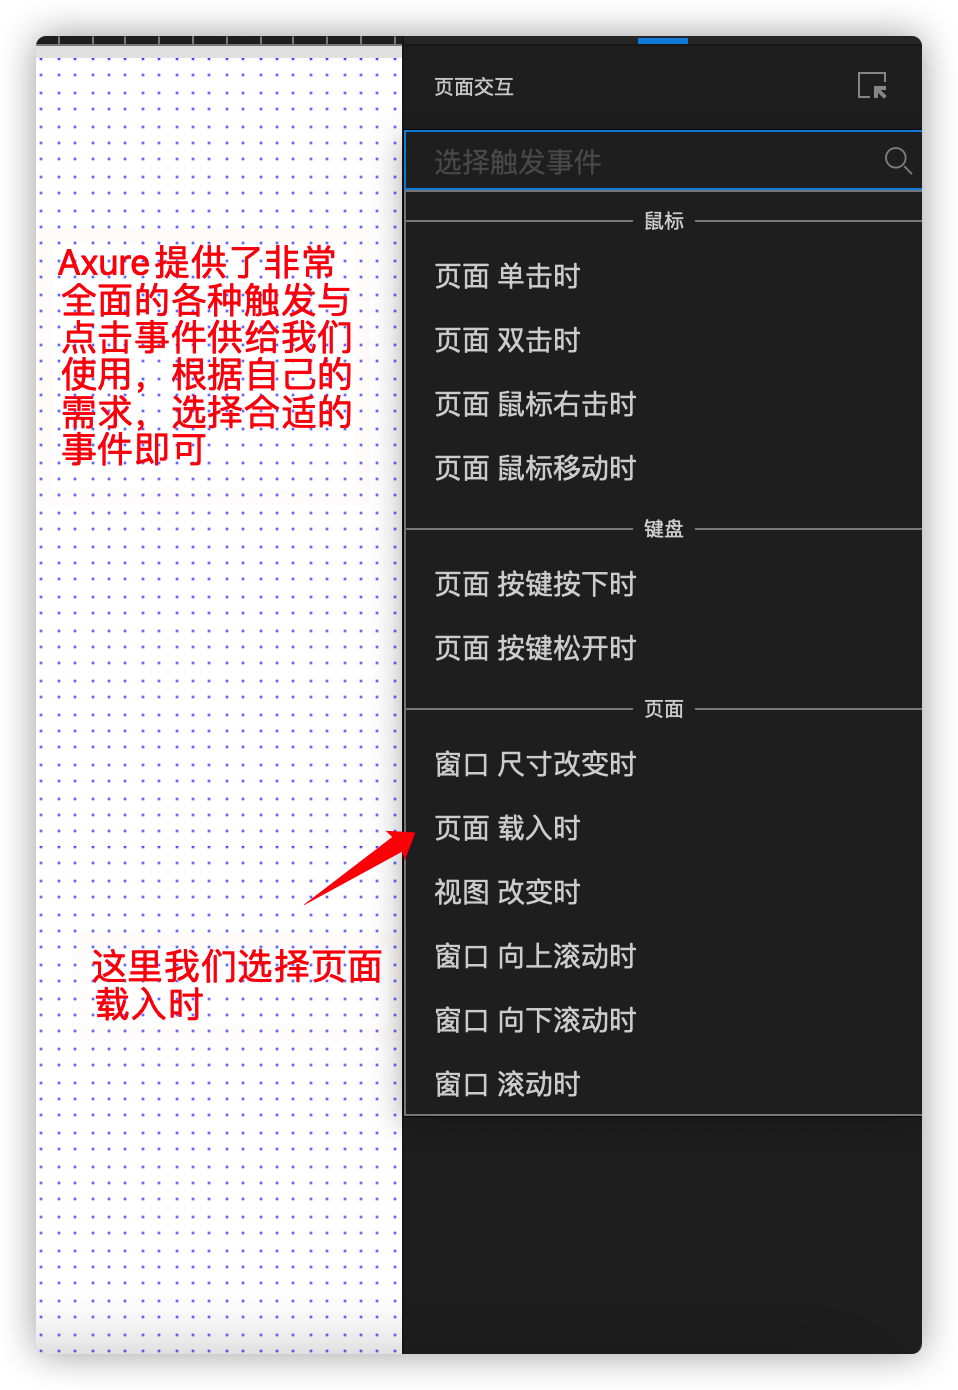 页面交互
选择触发事件
鼠标
页面 单击时
页面 双击时
页面 鼠标右击时
页面 鼠标移动时
键盘
页面 按键按下时
页面 按键松开时
页面
窗口 尺寸改变时
页面 载入时
视图 改变时
窗口 向上滚动时
窗口 向下滚动时
窗口 滚动时
Axure提供了非常
全面的各种触发与
点击事件供给我们
使用，根据自己的
需求，选择合适的
事件即可
这里我们选择页面
载入时